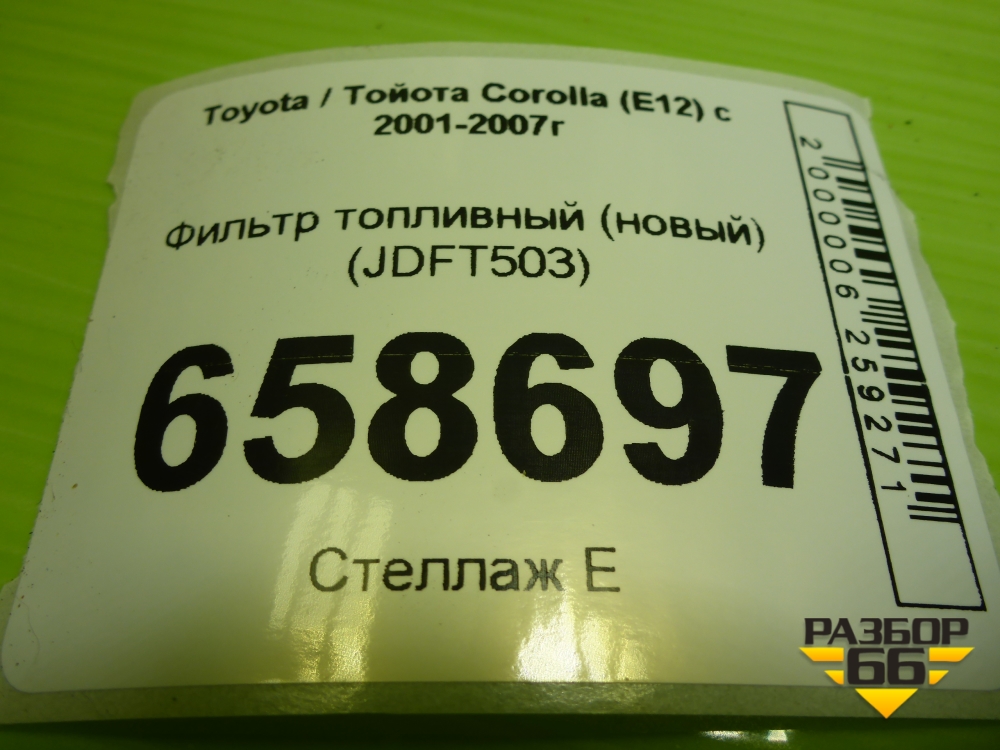 Toyota / Тойота Corolla (E12) с
2001-2007г
Фильтр топливный (новый)
(JDFT503)
658697
Стеллаж Е
2000006259271
РАЗБОР
66